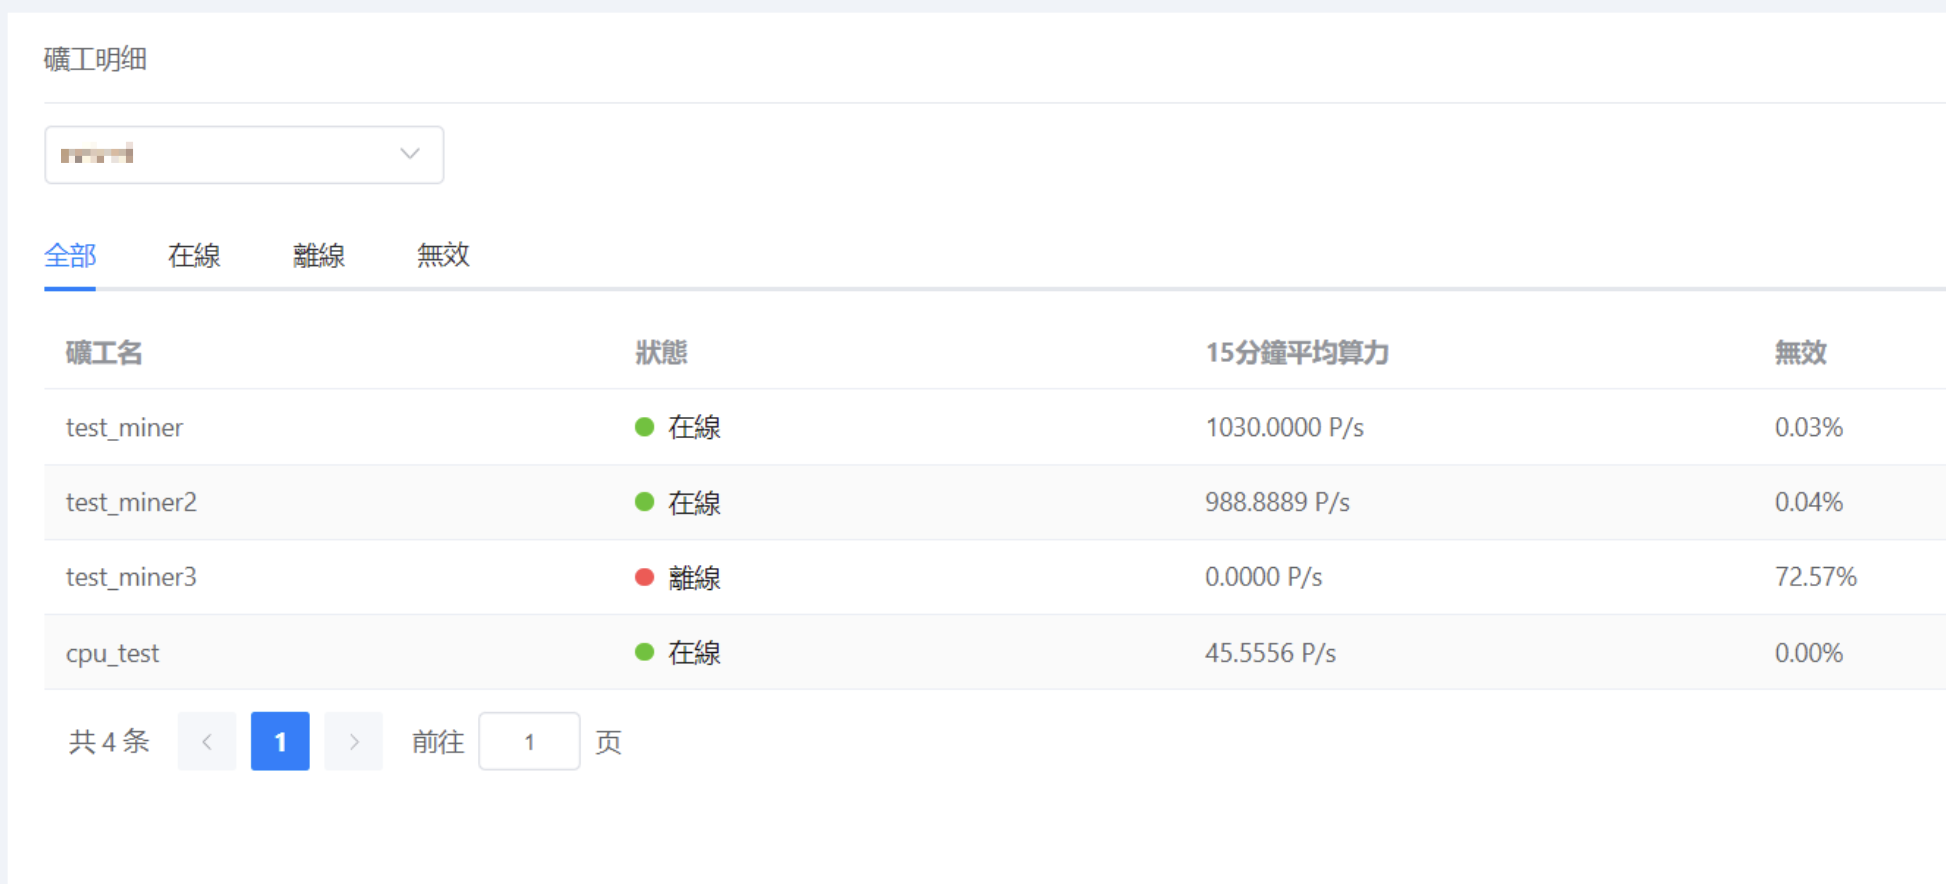 礦工明细
全部 在線 離線 無效
礦工名 狀態 15分鐘平均算力 無效
test_miner 在線 1030.0000 P/s 0.03%
test_miner2 在線 988.8889 P/s 0.04%
test_miner3 離線 0.0000 P/s 72.57%
cpu_test 在線 45.5556 P/s 0.00%
共 4 条 1 前往 1 页